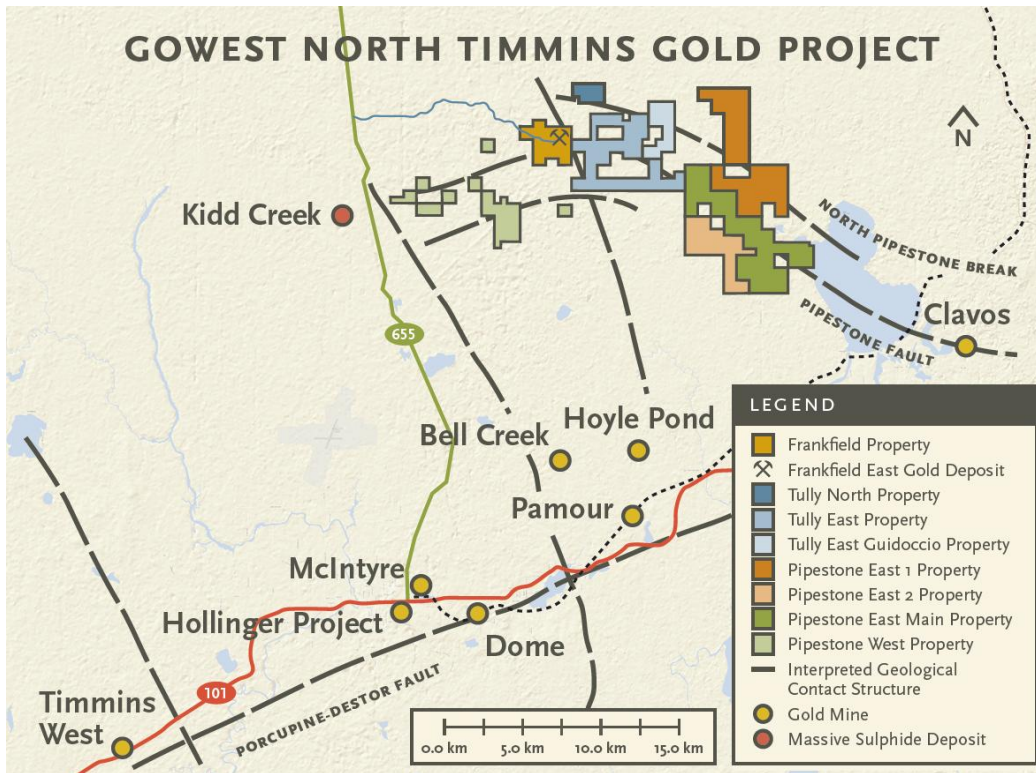 GOWEST NORTH TIMMINS GOLD PROJECT
N
Kidd Creek
NORTH PIPESTONE BREAK
PIPESTONE FAULT
Clavos
655
Bell Creek
Hoyle Pond
Pamour
McIntyre
Hollinger Project
Dome
101
Timmins
West
PORCUPINE-DESTOR FAULT
0.0 km
5.0 km
10.0 km
15.0 km
LEGEND
Frankfield Property
Frankfield East Gold Deposit
Tully North Property
Tully East Property
Tully East Guidoccio Property
Pipestone East 1 Property
Pipestone East 2 Property
Pipestone East Main Property
Pipestone West Property
Interpreted Geological
Contact Structure
Gold Mine
Massive Sulphide Deposit